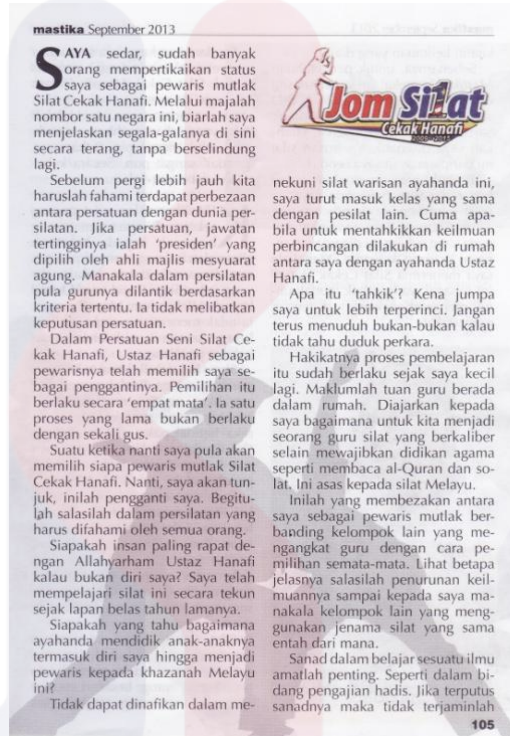 mastika September 2013
SAYA sedar, sudah banyak
orang mempertikaikan status
saya sebagai pewaris mutlak
Silat Cekak Hanafi. Melalui majalah
nombor satu negara ini, biarlah saya
menjelaskan segala-galanya di sini
secara terang, tanpa berselindung
lagi.
Sebelum pergi lebih jauh kita
haruslah fahami terdapat perbezaan
antara persatuan dengan dunia per-
silatan. Jika persatuan, jawatan
tertingginya ialah 'presiden' yang
dipilih oleh ahli majlis mesyuarat
agung. Manakala dalam persilatan
pula gurunya dilantik berdasarkan
kriteria tertentu. Ia tidak melibatkan
keputusan persatuan.
Dalam Persatuan Seni Silat Ce-
kak Hanafi, Ustaz Hanafi sebagai
pewarisnya telah memilih saya se-
bagai penggantinya. Pemilihan itu
berlaku secara 'empat mata'. Ia satu
proses yang lama bukan berlaku
dengan sekali gus.
Suatu ketika nanti saya pula akan
memilih siapa pewaris mutlak Silat
Cekak Hanafi. Nanti, saya akan tun-
juk, inilah pengganti saya. Begitu-
lah salasilah dalam persilatan yang
harus difahami oleh semua orang.
Siapakah insan paling rapat de-
ngan Allahyarham Ustaz Hanafi
kalau bukan diri saya? Saya telah
mempelajari silat ini secara tekun
sejak lapan belas tahun lamanya.
Siapakah yang tahu bagaimana
ayahanda mendidik anak-anaknya
termasuk diri saya hingga menjadi
pewaris kepada khazanah Melayu
ini?
Tidak dapat dinafikan dalam me-
Jom Si1at
Cekak Hanafi
nekuni silat warisan ayahanda ini,
saya turut masuk kelas yang sama
dengan pesilat lain. Cuma apa-
bila untuk mentahkikkan keilmuan
perbincangan dilakukan di rumah
antara saya dengan ayahanda Ustaz
Hanafi.
Apa itu 'tahkik'? Kena jumpa
saya untuk lebih terperinci. Jangan
terus menuduh bukan-bukan kalau
tidak tahu duduk perkara.
Hakikatnya proses pembelajaran
itu sudah berlaku sejak saya kecil
lagi. Maklumlah tuan guru berada
dalam rumah. Diajarkan kepada
saya bagaimana untuk kita menjadi
seorang guru silat yang berkaliber
selain mewajibkan didikan agama
seperti membaca al-Quran dan so-
lat. Ini asas kepada silat Melayu.
Inilah yang membezakan antara
saya sebagai pewaris mutlak ber-
banding kelompok lain yang me-
ngangkat guru dengan cara pe-
milihan semata-mata. Lihat betapa
jelasnya salasilah penurunan keil-
muannya sampai kepada saya ma-
nakala kelompok lain yang meng-
gunakan jenama silat yang sama
entah dari mana.
Sanad dalam belajar sesuatu ilmu
amatlah penting. Seperti dalam bi-
dang pengajian hadis. Jika terputus
sanadnya maka tidak terjaminlah
105